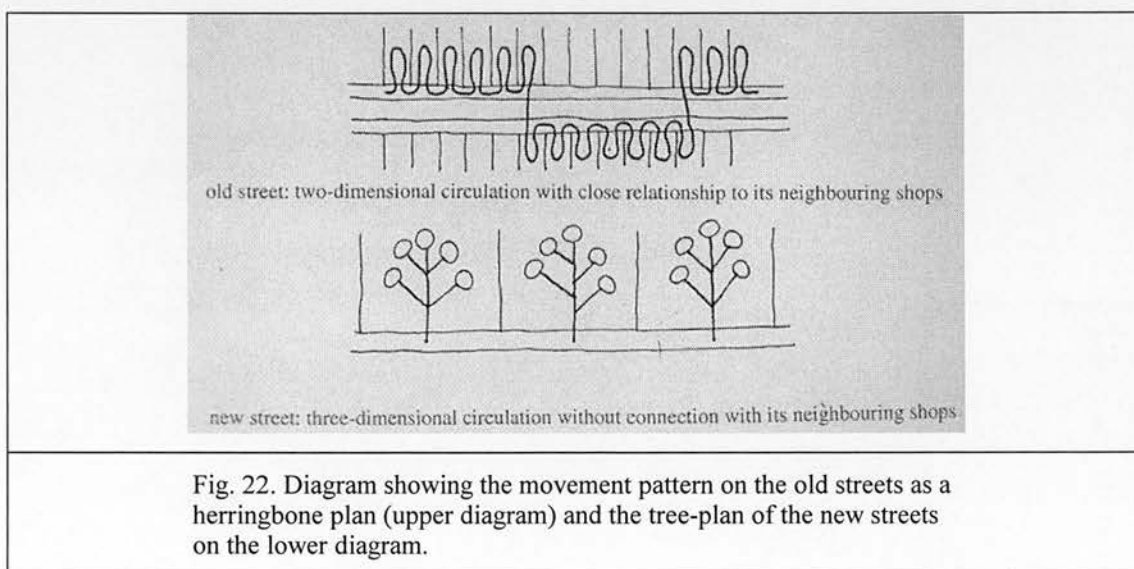 old street: two-dimensional circulation with close relationship to its neighbouring shops
new street: three-dimensional circulation without connection with its neighbouring shops
Fig. 22. Diagram showing the movement pattern on the old streets as a
herringbone plan (upper diagram) and the tree-plan of the new streets
on the lower diagram.